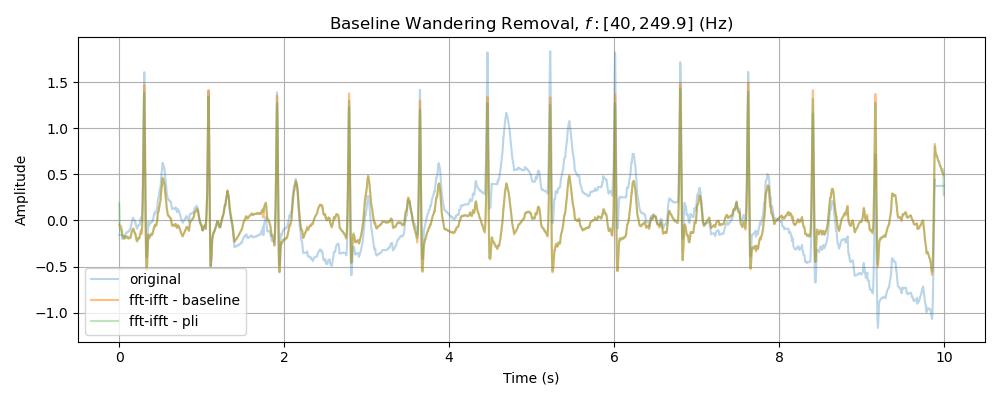 Baseline Wandering Removal, f: [40, 249.9] (Hz)
Amplitude
1.5
1.0
0.5
0.0
−0.5
−1.0
original
fft-ifft - baseline
fft-ifft - pli
0 2 4 6 8 10
Time (s)